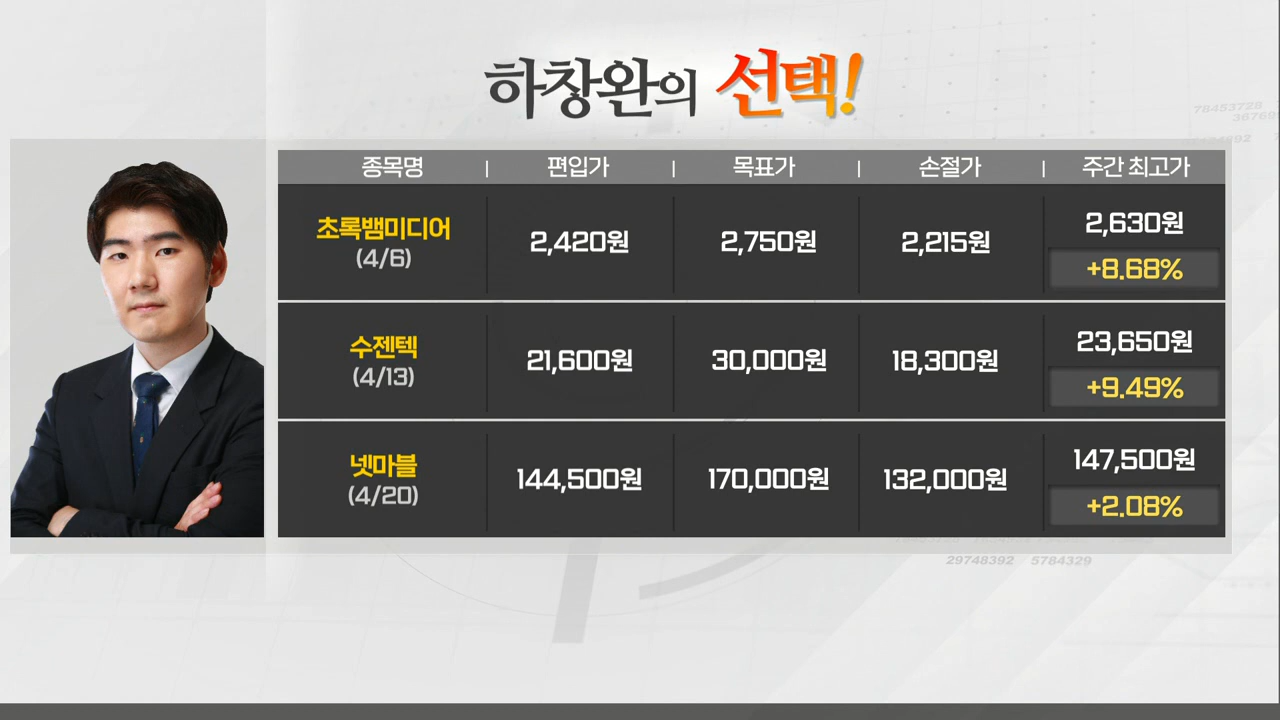 하창완의 선택!
종목명 | 편입가 | 목표가 | 손절가 | 주간 최고가
초록뱀미디어
(4/6)
2,420원
2,750원
2,215원
2,630원
+8.68%
수젠텍
(4/13)
21,600원
30,000원
18,300원
23,650원
+9.49%
넷마블
(4/20)
144,500원
170,000원
132,000원
147,500원
+2.08%
78453728
29748392 5784329